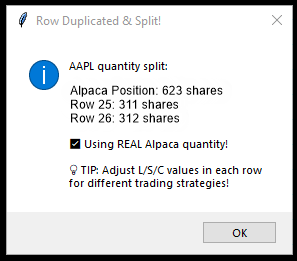 Row Duplicated & Split!
AAPL quantity split:
Alpaca Position: 623 shares
Row 25: 311 shares
Row 26: 312 shares
✅ Using REAL Alpaca quantity!
💡 TIP: Adjust L/S/C values in each row
for different trading strategies!
OK